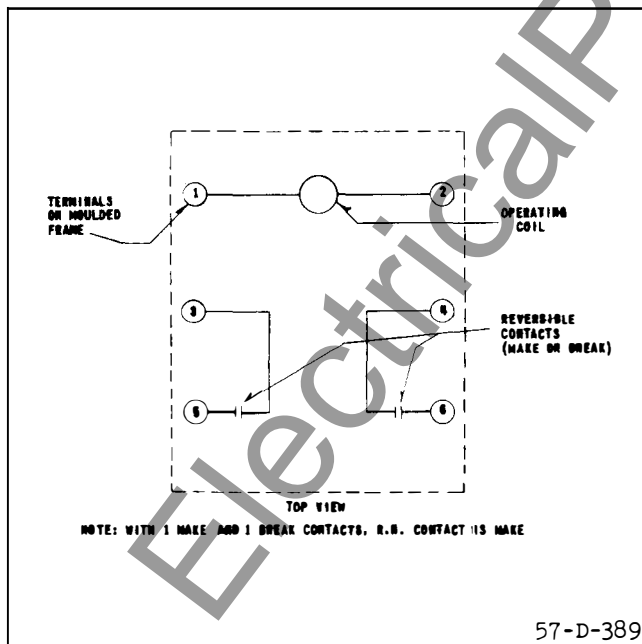 ElectricalP
1
2
TERMINALS
ON MOULDED
FRAME
OPERATING
COIL
3
4
REVERSIBLE
CONTACTS
(MAKE OR BREAK)
5
6
TOP VIEW
NOTE: WITH 1 MAKE AND 1 BREAK CONTACTS, R.H. CONTACT IS MAKE
57-D-389